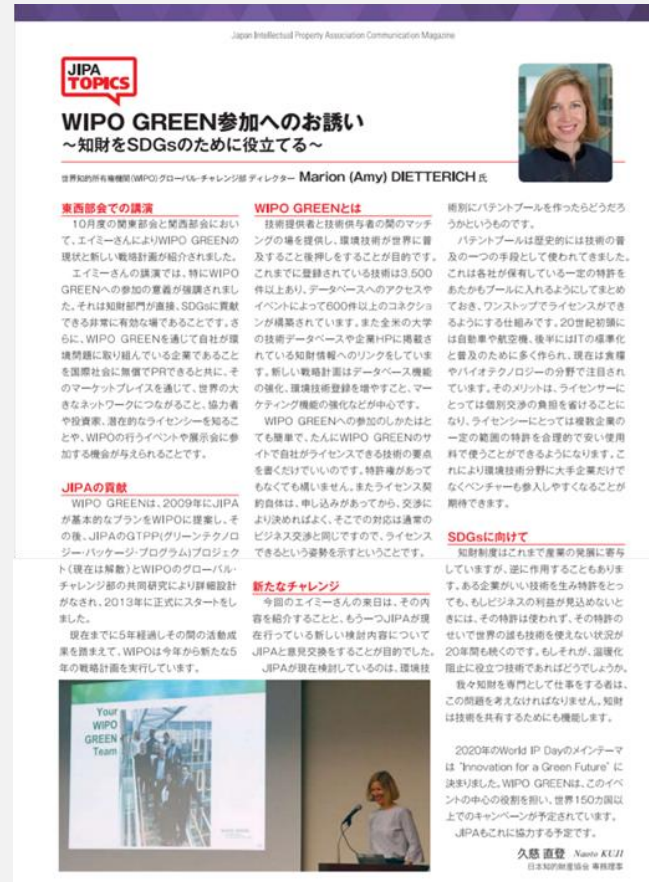 Japan Intellectual Property Association Communication Magazine
JIPA
TOPICS
WIPO GREEN参加へのお誘い
～知財をSDGsのために役立てる～
世界知的所有権機関(WIPO)グローバル・チャレンジ部 ディレクター Marion (Amy) DIETTERICH 氏
東西部会での講演
10月度の関東部会と関西部会におい
て、エイミーさんによりWIPO GREENの
現状と新しい戦略計画が紹介されました。
エイミーさんの講演では、特にWIPO
GREENへの参加の意義が強調されまし
た。それは知財部門が直接、SDGsに貢献
できる非常に有効な場であることです。さ
らに、WIPO GREENを通じて自社が環
境問題に取り組んでいる企業であること
を国際社会に無償でPRできると共に、そ
のマーケットプレイスを通じて、世界の大
きなネットワークにつながること、協力者
や投資家、潜在的なライセンシーを知るこ
とや、WIPOの行うイベントや展示会に参
加する機会が与えられることです。
JIPAの貢献
WIPO GREENは、2009年にJIPA
が基本的なプランをWIPOに提案し、そ
の後、JIPAのGTPP(グリーンテクノロ
ジー・パッケージ・プログラム)プロジェク
ト(現在は解散)とWIPOのグローバル・
チャレンジ部の共同研究により詳細設計
がなされ、2013年に正式にスタートをし
ました。
現在までに5年経過しその間の活動成
果を踏まえて、WIPOは今年から新たな5
年の戦略計画を実行しています。
WIPO GREENとは
技術提供者と技術供与者の間のマッチ
ングの場を提供し、環境技術が世界に普
及すること後押しをすることが目的です。
これまでに登録されている技術は3,500
件以上あり、データベースへのアクセスや
イベントによって600件以上のコネクショ
ンが構築されています。また全米の大学
の技術データベースや企業HPに掲載さ
れている知財情報へのリンクをしていま
す。新しい戦略計画はデータベース機能
の強化、環境技術登録を増やすこと、マー
ケティング機能の強化などが中心です。
WIPO GREENへの参加のしかたはと
ても簡単で、たんにWIPO GREENのサ
イトで自社がライセンスできる技術の要点
を書くだけでいいのです。特許権があって
もなくても構いません。またライセンス契
約自体は、申し込みがあってから、交渉に
より決めればよく、そこでの対応は通常の
ビジネス交渉と同じですので、ライセンス
できるという姿勢を示すということです。
新たなチャレンジ
今回のエイミーさんの来日は、その内
容を紹介することと、もう一つJIPAが現
在行っている新しい検討内容について
JIPAと意見交換をすることが目的でした。
JIPAが現在検討しているのは、環境技
術別にパテントプールを作ったらどうだろ
うかというものです。
パテントプールは歴史的には技術の普
及の一つの手段として使われてきました。
これは各社が保有している一定の特許を
あたかもプールに入れるようにしてまとめ
ておき、ワンストップでライセンスができ
るようにする仕組みです。20世紀初頭に
は自動車や航空機、後半にはITの標準化
と普及のために多く作られ、現在は食糧
やバイオテクノロジーの分野で注目され
ています。そのメリットは、ライセンサーに
とっては個別交渉の負担を省けることに
なり、ライセンシーにとっては複数企業の
一定の範囲の特許を合理的で安い使用
料で使うことができるようになります。こ
れにより環境技術分野に大手企業だけで
なくベンチャーも参入しやすくなることが
期待できます。
SDGsに向けて
知財制度はこれまで産業の発展に寄与
していますが、逆に作用することもありま
す。ある企業がいい技術を生み特許をとっ
ても、もしビジネスの利益が見込めないと
きには、その特許は使われず、その特許の
せいで世界の誰も技術を使えない状況が
20年間も続くのです。もしそれが、温暖化
阻止に役立つ技術であればどうでしょうか。
我々知財を専門として仕事をする者は、
この問題を考えなければなりません。知財
は技術を共有するためにも機能します。
2020年のWorld IP Dayのメインテーマ
は "Innovation for a Green Future" に
決まりました。WIPO GREENは、このイベ
ントの中心の役割を担い、世界150カ国以
上でのキャンペーンが予定されています。
JIPAもこれに協力する予定です。
久慈 直登 Naoto KUJI
日本知的財産協会 専務理事
Your
WIPO
GREEN
Team